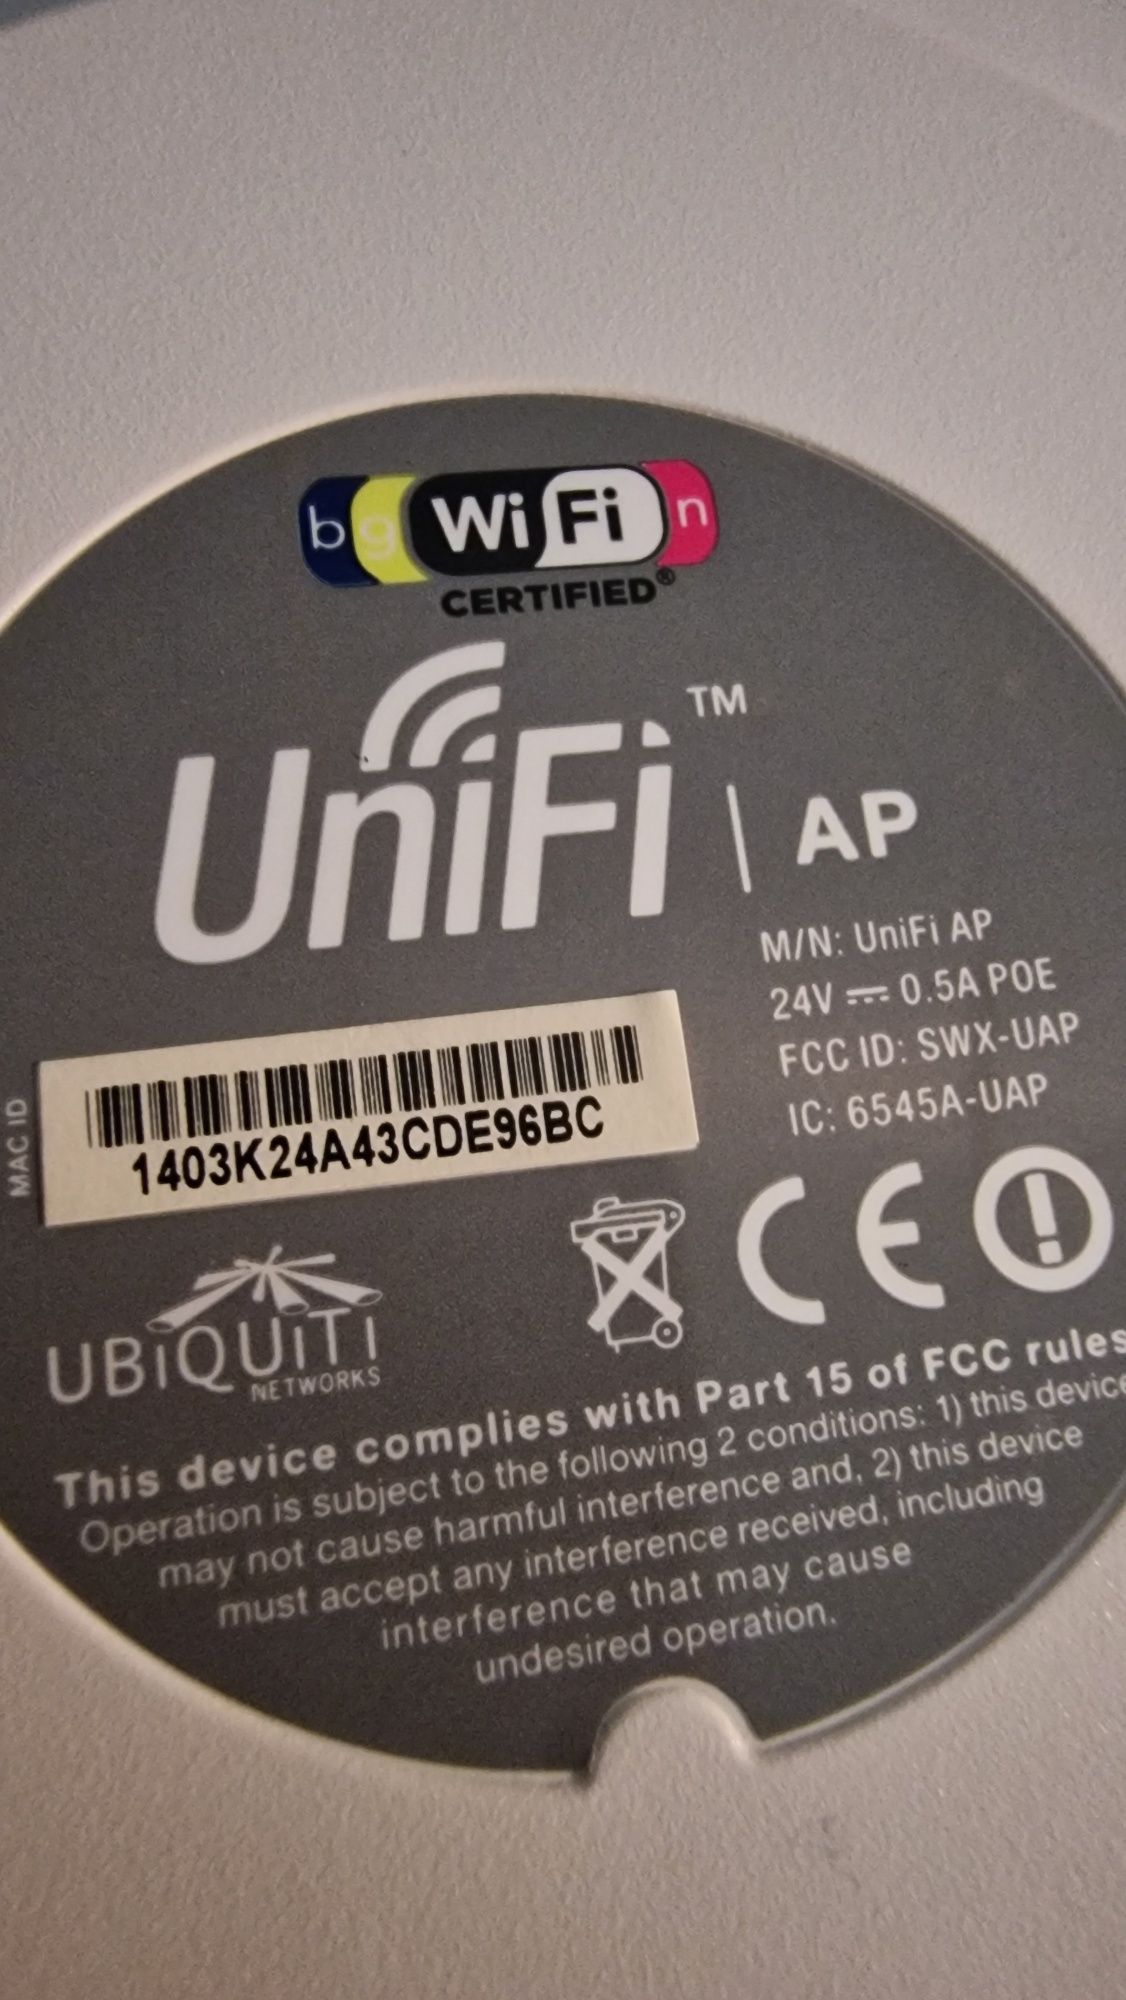 b g WiFi n
CERTIFIED®
UniFi™ | AP
M/N: UniFi AP
24V ⎓ 0.5A POE
FCC ID: SWX-UAP
IC: 6545A-UAP
MAC ID
1403K24A43CDE96BC
UBiQUiTi
NETWORKS
CE
This device complies with Part 15 of FCC rules
Operation is subject to the following 2 conditions: 1) this device
may not cause harmful interference and, 2) this device
must accept any interference received, including
interference that may cause
undesired operation.